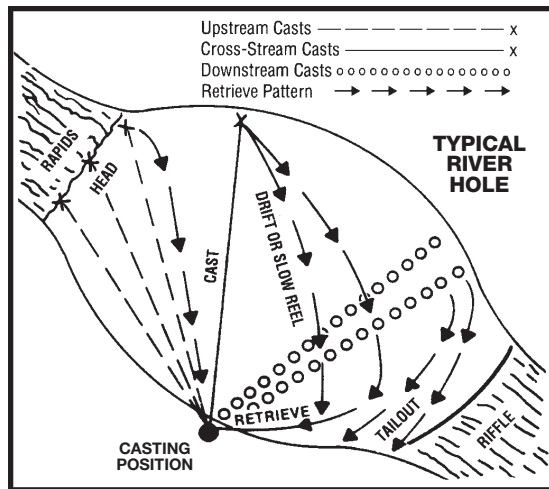 Upstream Casts x
Cross-Stream Casts x
Downstream Casts
Retrieve Pattern
TYPICAL
RIVER
HOLE
RAPIDS
HEAD
CAST
DRIFT OR SLOW REEL
RETRIEVE
TAILOUT
RIFFLE
CASTING
POSITION